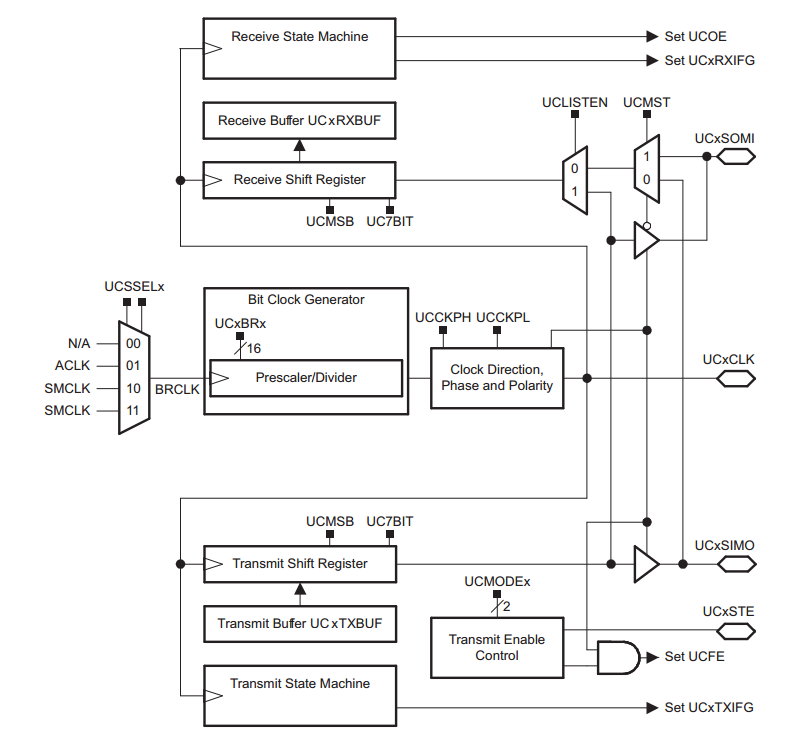 Receive State Machine
Set UCOE
Set UCxRXIFG
UCLISTEN
UCMST
Receive Buffer UCxRXBUF
UCxSOMI
1
0
0
1
Receive Shift Register
UCMSB
UC7BIT
UCSSELx
Bit Clock Generator
UCxBRx
16
UCCKPH
UCCKPL
N/A
00
ACLK
01
SMCLK
10
SMCLK
11
BRCLK
Prescaler/Divider
Clock Direction,
Phase and Polarity
UCxCLK
UCMSB
UC7BIT
Transmit Shift Register
UCxSIMO
UCMODEx
2
Transmit Buffer UCxTXBUF
UCxSTE
Transmit Enable
Control
Set UCFE
Transmit State Machine
Set UCxTXIFG